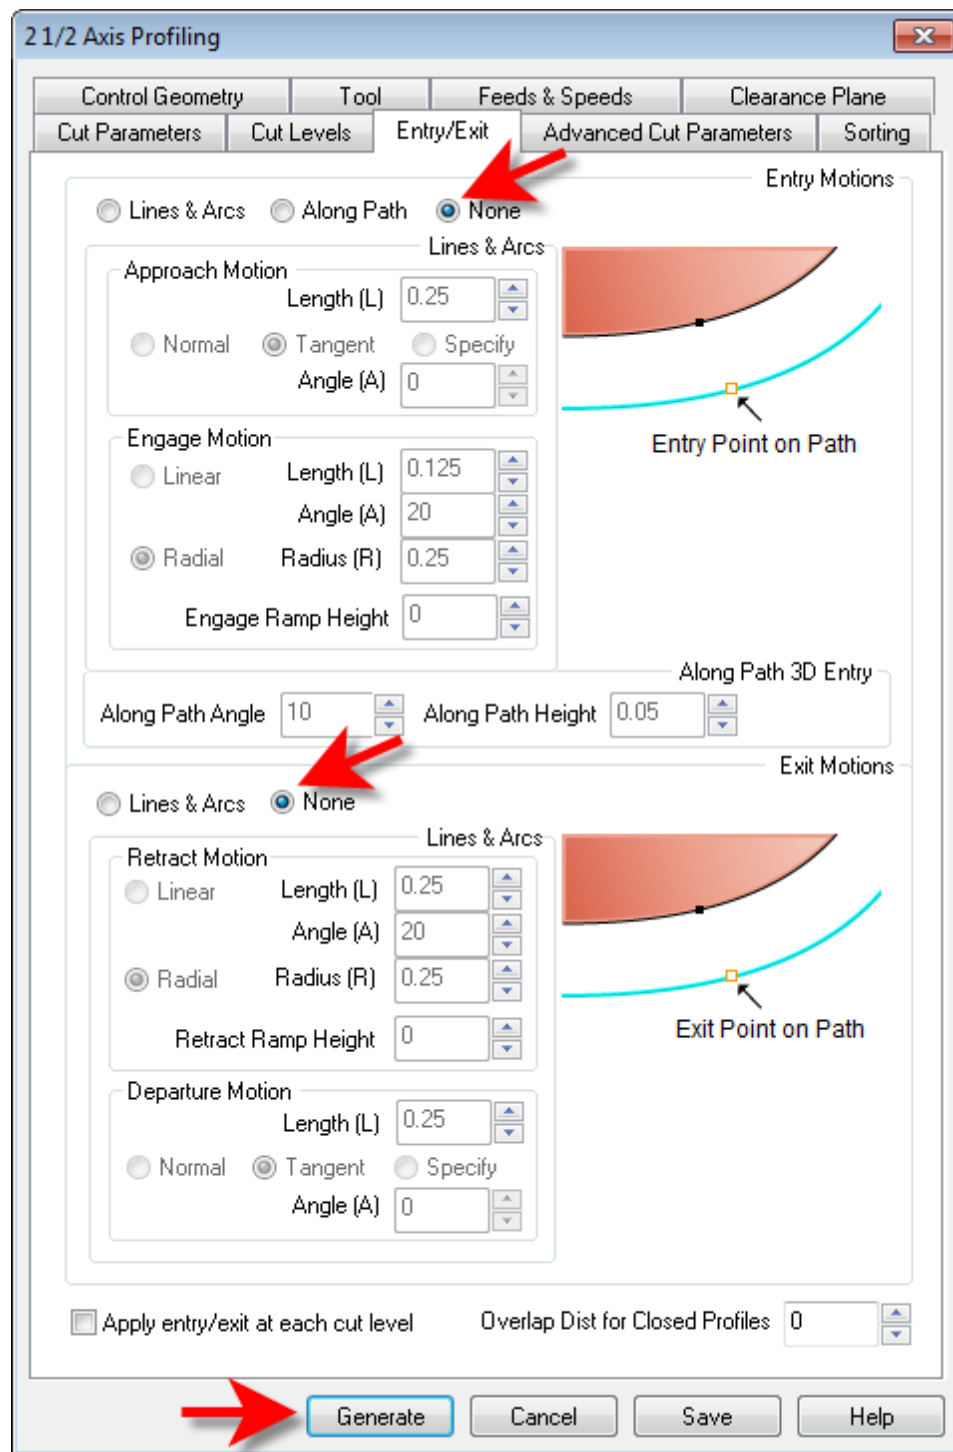 2 1/2 Axis Profiling
Control Geometry Tool Feeds & Speeds Clearance Plane
Cut Parameters Cut Levels Entry/Exit Advanced Cut Parameters Sorting
Entry Motions
Lines & Arcs Along Path None
Lines & Arcs
Approach Motion
Length (L) 0.25
Normal Tangent Specify
Angle (A) 0
Entry Point on Path
Engage Motion
Linear Length (L) 0.125
Angle (A) 20
Radial Radius (R) 0.25
Engage Ramp Height 0
Along Path 3D Entry
Along Path Angle 10 Along Path Height 0.05
Exit Motions
Lines & Arcs None
Lines & Arcs
Retract Motion
Linear Length (L) 0.25
Angle (A) 20
Radial Radius (R) 0.25
Exit Point on Path
Retract Ramp Height 0
Departure Motion
Length (L) 0.25
Normal Tangent Specify
Angle (A) 0
Apply entry/exit at each cut level Overlap Dist for Closed Profiles 0
Generate Cancel Save Help